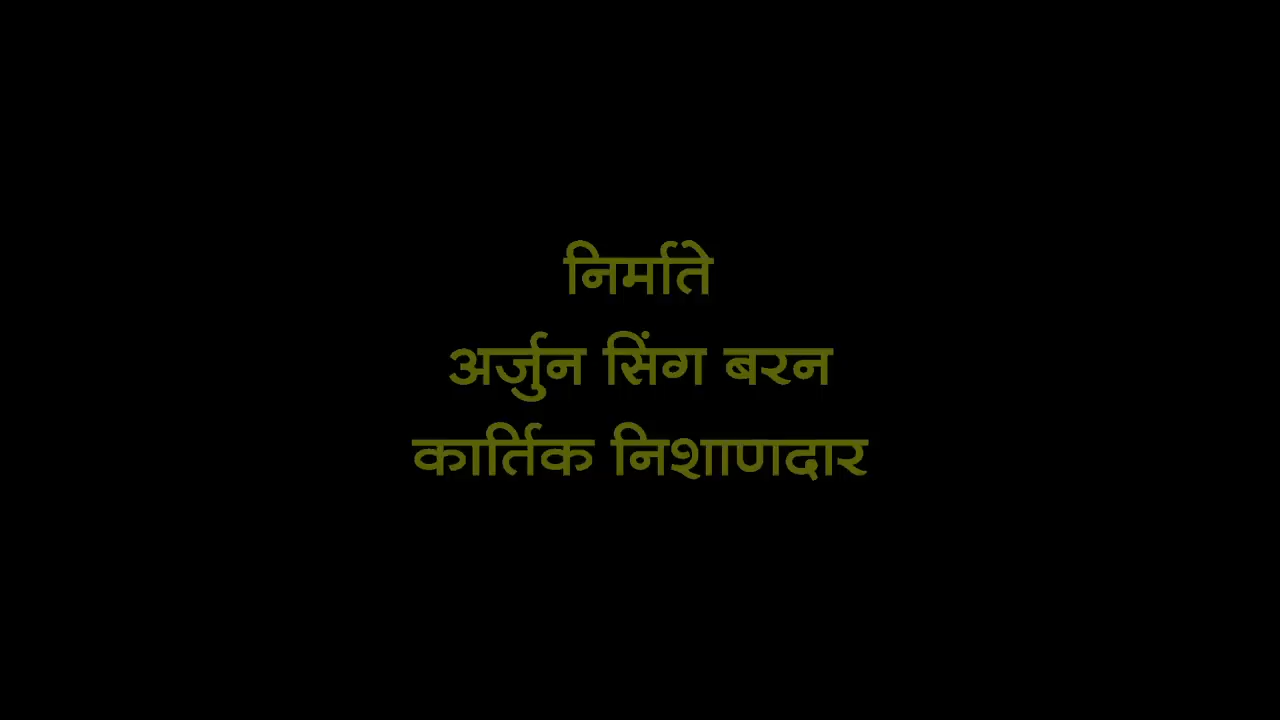 निर्माते
अर्जुन सिंग बरन
कार्तिक निशाणदार